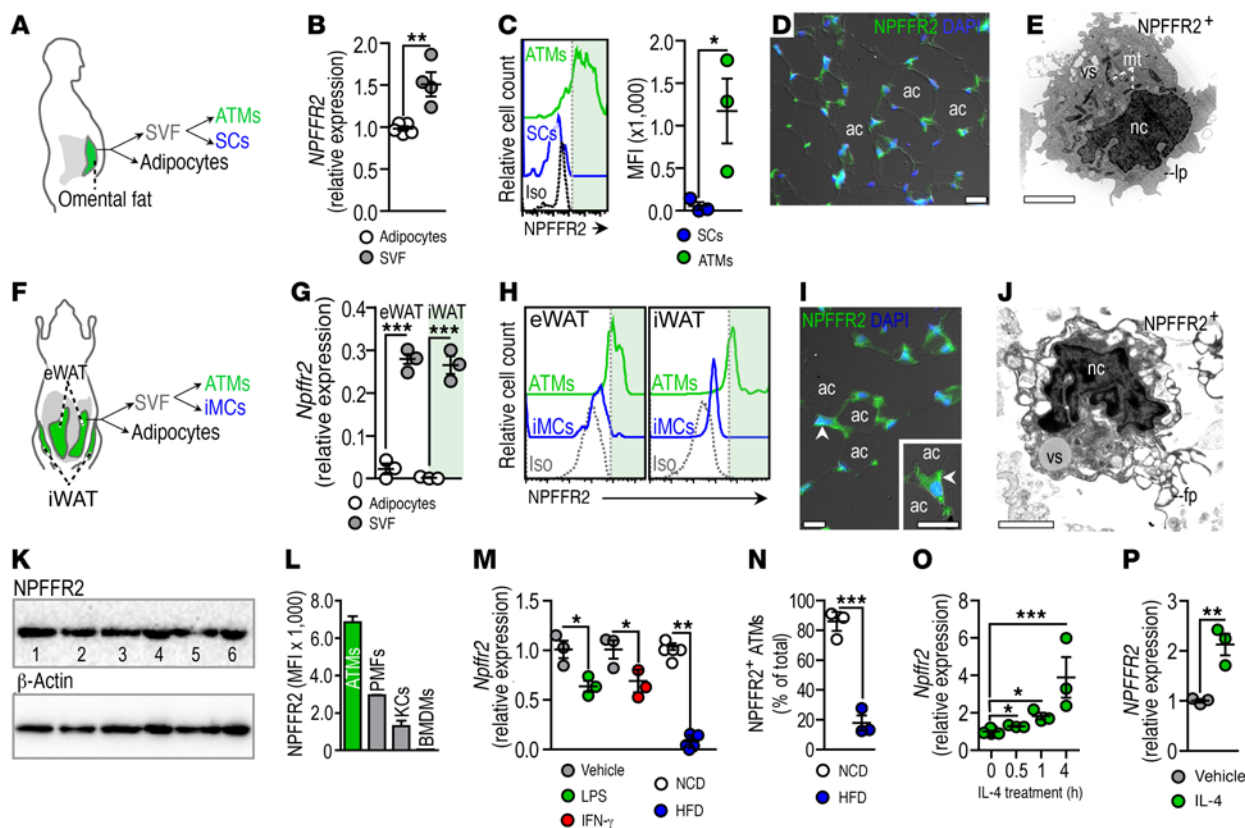 A
SVF
ATMs
SCs
Adipocytes
Omental fat
B
NPFFR2
(relative expression)
2.0
1.5
1.0
0.5
0.0
**
Adipocytes
SVF
C
Relative cell count
ATMs
SCs
Iso
NPFFR2
MFI (x1,000)
2.0
1.5
1.0
0.5
0.0
*
SCs
ATMs
D
NPFFR2 DAPI
ac
ac
ac
E
NPFFR2+
vs
mt
nc
lp
F
eWAT
SVF
ATMs
iMCs
Adipocytes
iWAT
G
Npffr2
(relative expression)
0.4
0.3
0.2
0.1
0
eWAT
iWAT
***
***
Adipocytes
SVF
H
Relative cell count
eWAT
iWAT
ATMs
ATMs
iMCs
iMCs
Iso
Iso
NPFFR2
I
NPFFR2 DAPI
ac
ac
ac
ac
ac
J
NPFFR2+
nc
vs
fp
K
NPFFR2
1 2 3 4 5 6
β-Actin
L
NPFFR2 (MFI x 1,000)
8.0
6.0
4.0
2.0
0
ATMs
PMFs
KCs
BMDMs
M
Npffr2
(relative expression)
1.5
1.0
0.5
0.0
*
*
**
Vehicle
LPS
IFN-γ
NCD
HFD
N
NPFFR2+ ATMs
(% of total)
100
80
60
40
20
0
***
NCD
HFD
O
Npffr2
(relative expression)
8
6
4
2
0
***
*
*
0 0.5 1 4
IL-4 treatment (h)
P
NPFFR2
(relative expression)
3
2
1
0
**
Vehicle
IL-4